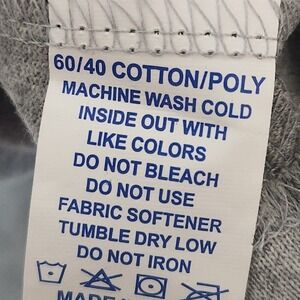 60/40 COTTON/POLY
MACHINE WASH COLD
INSIDE OUT WITH
LIKE COLORS
DO NOT BLEACH
DO NOT USE
FABRIC SOFTENER
TUMBLE DRY LOW
DO NOT IRON
MADE